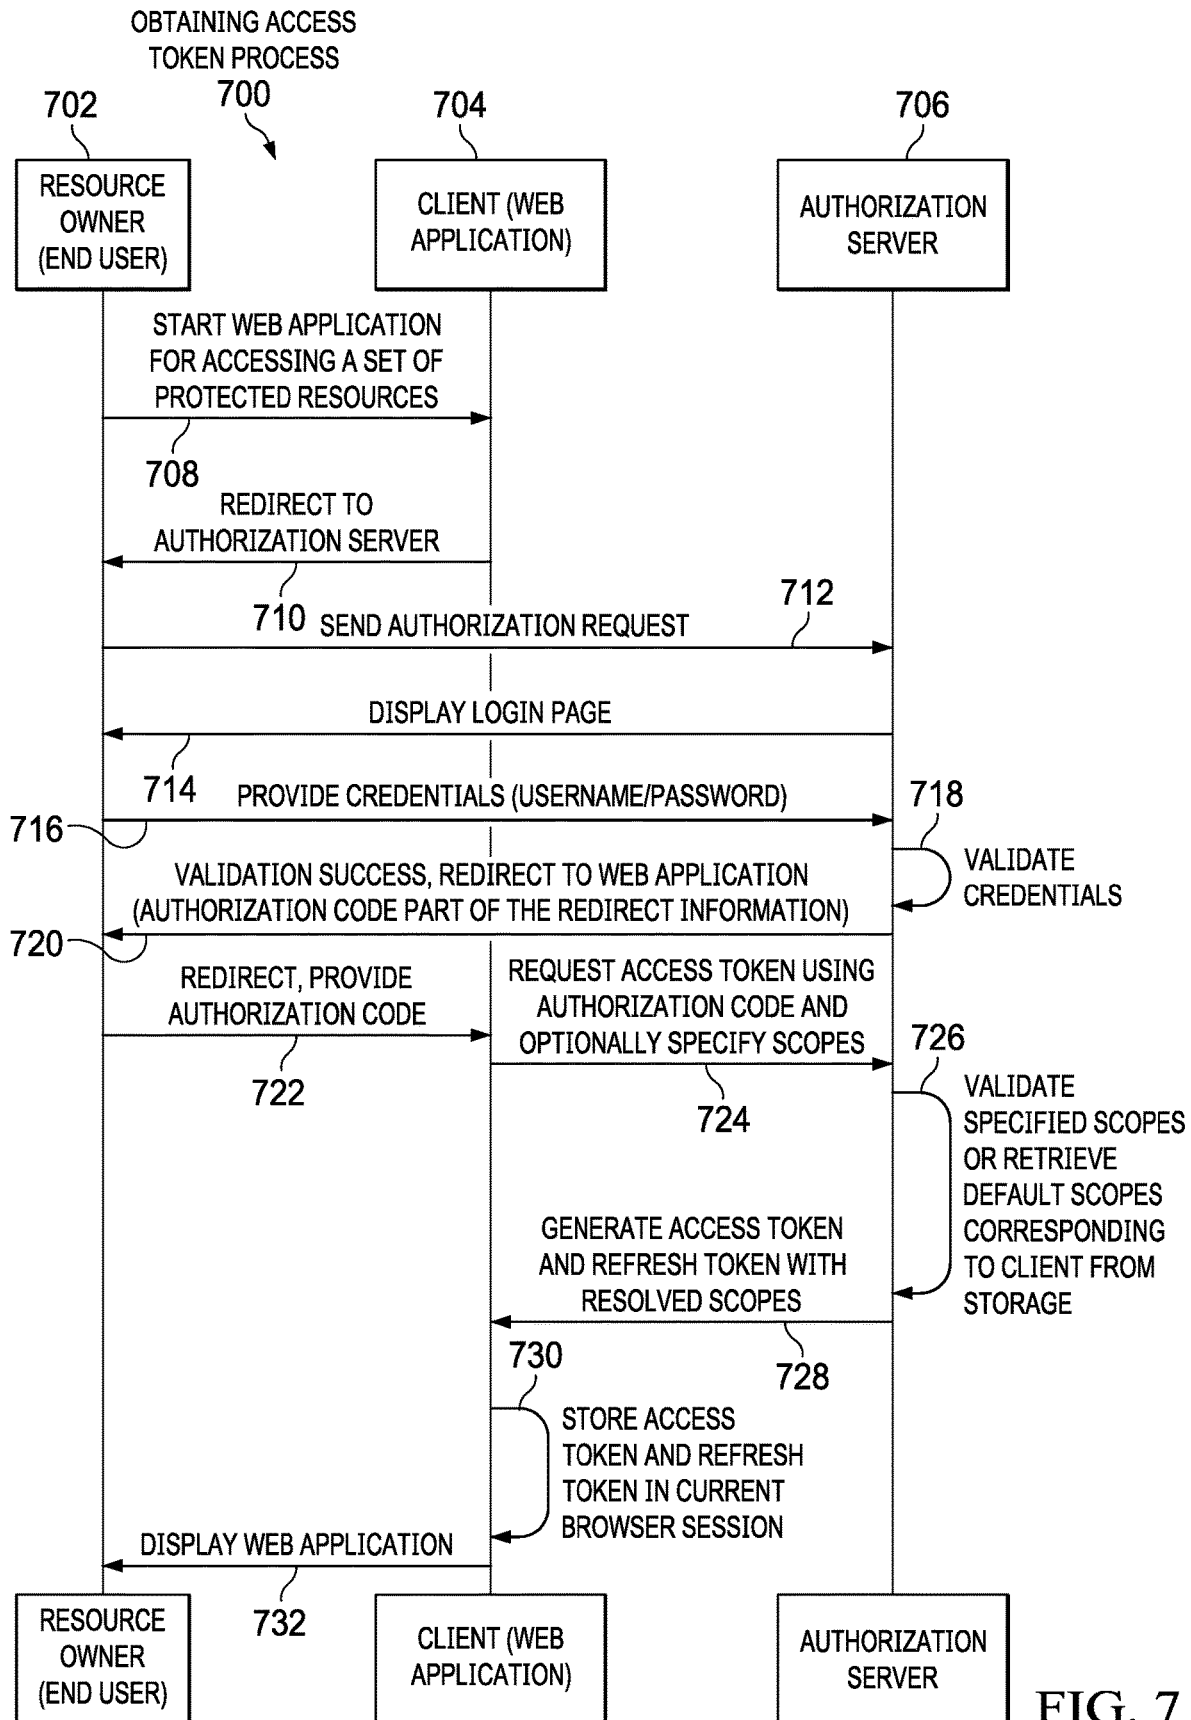 OBTAINING ACCESS
TOKEN PROCESS
700
702
704
706
RESOURCE
OWNER
(END USER)
CLIENT (WEB
APPLICATION)
AUTHORIZATION
SERVER
START WEB APPLICATION
FOR ACCESSING A SET OF
PROTECTED RESOURCES
708
REDIRECT TO
AUTHORIZATION SERVER
710
712
SEND AUTHORIZATION REQUEST
DISPLAY LOGIN PAGE
714
PROVIDE CREDENTIALS (USERNAME/PASSWORD)
716
718
VALIDATE
CREDENTIALS
VALIDATION SUCCESS, REDIRECT TO WEB APPLICATION
(AUTHORIZATION CODE PART OF THE REDIRECT INFORMATION)
720
REDIRECT, PROVIDE
AUTHORIZATION CODE
722
REQUEST ACCESS TOKEN USING
AUTHORIZATION CODE AND
OPTIONALLY SPECIFY SCOPES
724
726
VALIDATE
SPECIFIED SCOPES
OR RETRIEVE
DEFAULT SCOPES
CORRESPONDING
TO CLIENT FROM
STORAGE
GENERATE ACCESS TOKEN
AND REFRESH TOKEN WITH
RESOLVED SCOPES
728
730
STORE ACCESS
TOKEN AND REFRESH
TOKEN IN CURRENT
BROWSER SESSION
DISPLAY WEB APPLICATION
732
RESOURCE
OWNER
(END USER)
CLIENT (WEB
APPLICATION)
AUTHORIZATION
SERVER
FIG. 7